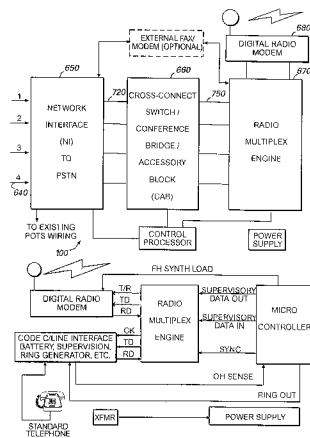 680
DIGITAL RADIO
MODEM
EXTERNAL FAX/
MODEM (OPTIONAL)
650
720
660
750
670
1
2
3
4
640
NETWORK
INTERFACE
(NI)
TO
PSTN
CROSS-CONNECT
SWITCH /
CONFERENCE
BRIDGE /
ACCESSORY
BLOCK
(CAB)
RADIO
MULTIPLEX
ENGINE
TO EXISTING
POTS WIRING
100
CONTROL
PROCESSOR
POWER
SUPPLY
FH SYNTH LOAD
DIGITAL RADIO
MODEM
T/R
TD
RD
RADIO
MULTIPLEX
ENGINE
SUPERVISORY
DATA OUT
SUPERVISORY
DATA IN
SYNC
MICRO
CONTROLLER
CODE C/LINE INTERFACE
BATTERY, SUPERVISION,
RING GENERATOR, ETC.
CK
TD
RD
OH SENSE
RING OUT
STANDARD
TELEPHONE
XFMR
POWER SUPPLY